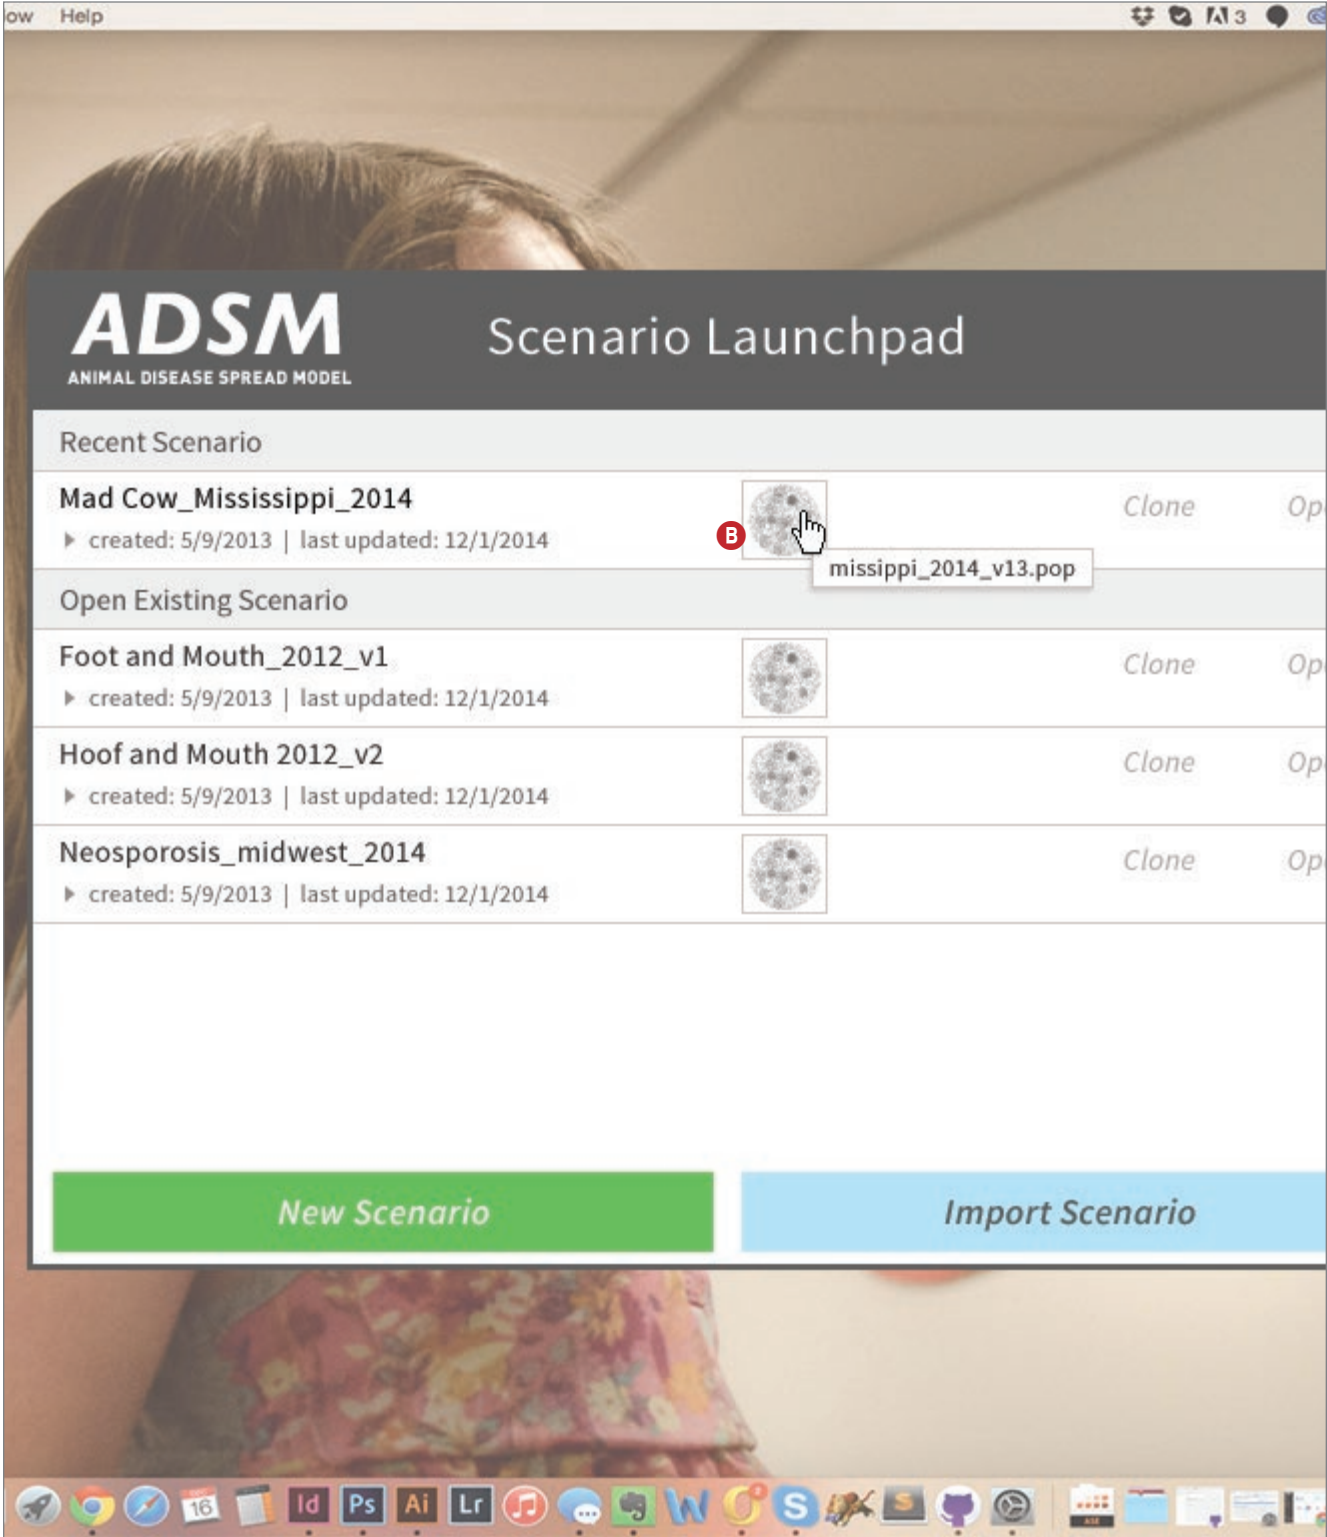 ow Help
3
ADSM
ANIMAL DISEASE SPREAD MODEL
Scenario Launchpad
Recent Scenario
Mad Cow_Mississippi_2014
created: 5/9/2013 | last updated: 12/1/2014
B
Clone Op
missippi_2014_v13.pop
Open Existing Scenario
Foot and Mouth_2012_v1
created: 5/9/2013 | last updated: 12/1/2014
Clone Op
Hoof and Mouth 2012_v2
created: 5/9/2013 | last updated: 12/1/2014
Clone Op
Neosporosis_midwest_2014
created: 5/9/2013 | last updated: 12/1/2014
Clone Op
New Scenario
Import Scenario
16
Id
Ps
Ai
Lr
W
S
S
ASE